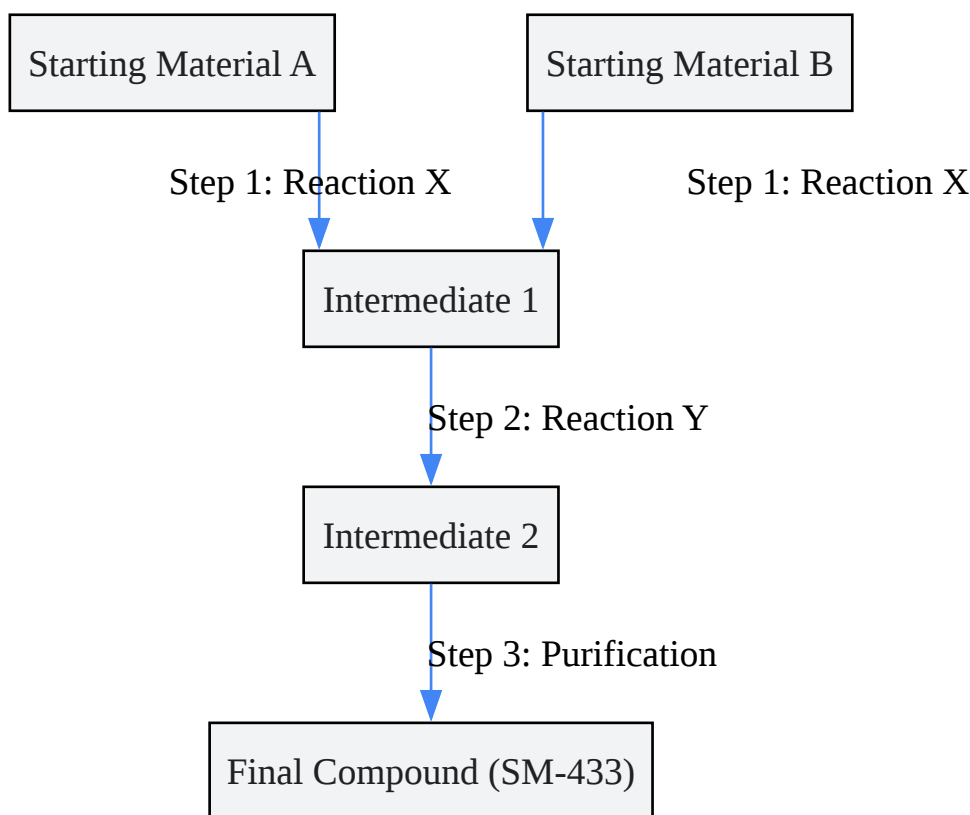 Starting Material A
Starting Material B
Step 1: Reaction X
Step 1: Reaction X
Intermediate 1
Step 2: Reaction Y
Intermediate 2
Step 3: Purification
Final Compound (SM-433)